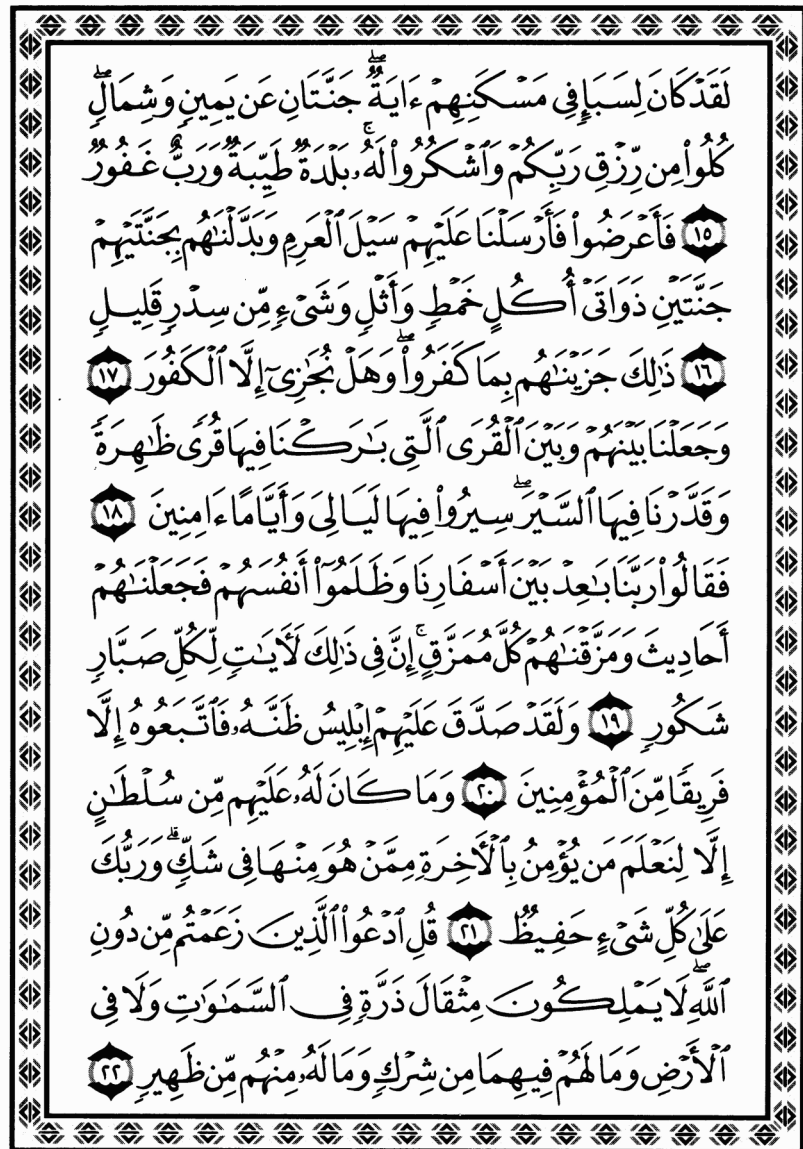 لَقَدْ كَانَ لِسَبَإٍ فِي مَسْكَنِهِمْ ءَايَةٌ ۖ جَنَّتَانِ عَن يَمِينٍ وَشِمَالٍ ۖ
كُلُوا۟ مِن رِّزْقِ رَبِّكُمْ وَٱشْكُرُوا۟ لَهُۥ ۚ بَلْدَةٌ طَيِّبَةٌ وَرَبٌّ غَفُورٌ
١٥ فَأَعْرَضُوا۟ فَأَرْسَلْنَا عَلَيْهِمْ سَيْلَ ٱلْعَرِمِ وَبَدَّلْنَٰهُم بِجَنَّتَيْهِمْ
جَنَّتَيْنِ ذَوَاتَىْ أُكُلٍ خَمْطٍ وَأَثْلٍ وَشَىْءٍ مِّن سِدْرٍ قَلِيلٍ
١٦ ذَٰلِكَ جَزَيْنَٰهُم بِمَا كَفَرُوا۟ ۖ وَهَلْ نُجَٰزِىٓ إِلَّا ٱلْكَفُورَ ١٧
وَجَعَلْنَا بَيْنَهُمْ وَبَيْنَ ٱلْقُرَى ٱلَّتِى بَٰرَكْنَا فِيهَا قُرًى ظَٰهِرَةً
وَقَدَّرْنَا فِيهَا ٱلسَّيْرَ ۖ سِيرُوا۟ فِيهَا لَيَالِىَ وَأَيَّامًا ءَامِنِينَ ١٨
فَقَالُوا۟ رَبَّنَا بَٰعِدْ بَيْنَ أَسْفَارِنَا وَظَلَمُوٓا۟ أَنفُسَهُمْ فَجَعَلْنَٰهُمْ
أَحَادِيثَ وَمَزَّقْنَٰهُمْ كُلَّ مُمَزَّقٍ ۚ إِنَّ فِى ذَٰلِكَ لَءَايَٰتٍ لِّكُلِّ صَبَّارٍ
شَكُورٍ ١٩ وَلَقَدْ صَدَّقَ عَلَيْهِمْ إِبْلِيسُ ظَنَّهُۥ فَٱتَّبَعُوهُ إِلَّا
فَرِيقًا مِّنَ ٱلْمُؤْمِنِينَ ٢٠ وَمَا كَانَ لَهُۥ عَلَيْهِم مِّن سُلْطَٰنٍ
إِلَّا لِنَعْلَمَ مَن يُؤْمِنُ بِٱلْءَاخِرَةِ مِمَّنْ هُوَ مِنْهَا فِى شَكٍّ ۗ وَرَبُّكَ
عَلَىٰ كُلِّ شَىْءٍ حَفِيظٌ ٢١ قُلِ ٱدْعُوا۟ ٱلَّذِينَ زَعَمْتُم مِّن دُونِ
ٱللَّهِ ۖ لَا يَمْلِكُونَ مِثْقَالَ ذَرَّةٍ فِى ٱلسَّمَٰوَٰتِ وَلَا فِى
ٱلْأَرْضِ وَمَا لَهُمْ فِيهِمَا مِن شِرْكٍ وَمَا لَهُۥ مِنْهُم مِّن ظَهِيرٍ ٢٢